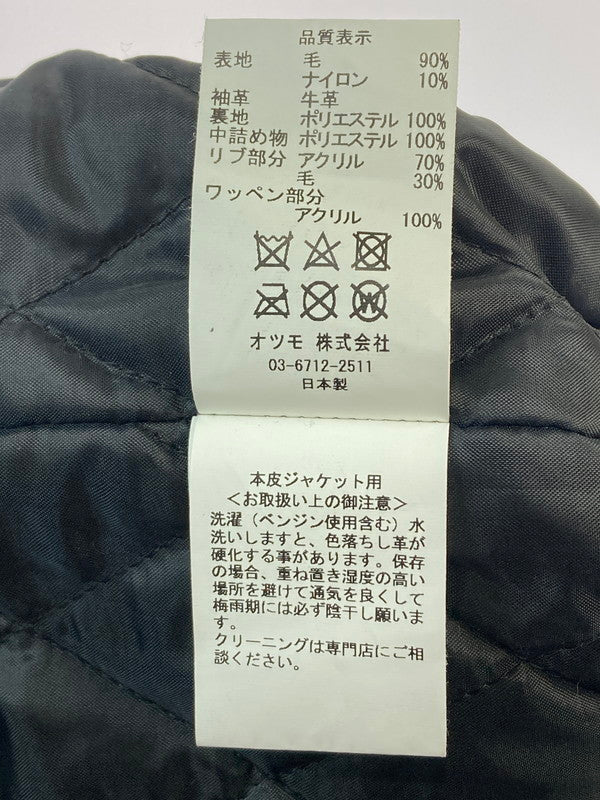 品質表示
表地 毛 90%
ナイロン 10%
袖革 牛革
裏地 ポリエステル 100%
中詰め物 ポリエステル 100%
リブ部分 アクリル 70%
毛 30%
ワッペン部分
アクリル 100%
W
オツモ 株式会社
03-6712-2511
日本製
本皮ジャケット用
＜お取扱い上の御注意＞
洗濯（ベンジン使用含む）水
洗いしますと、色落ちし革が
硬化する事があります。保存
の場合、重ね置き湿度の高い
場所を避けて通気を良くして
梅雨期には必ず陰干し願いま
す。
クリーニングは専門店にご相
談ください。